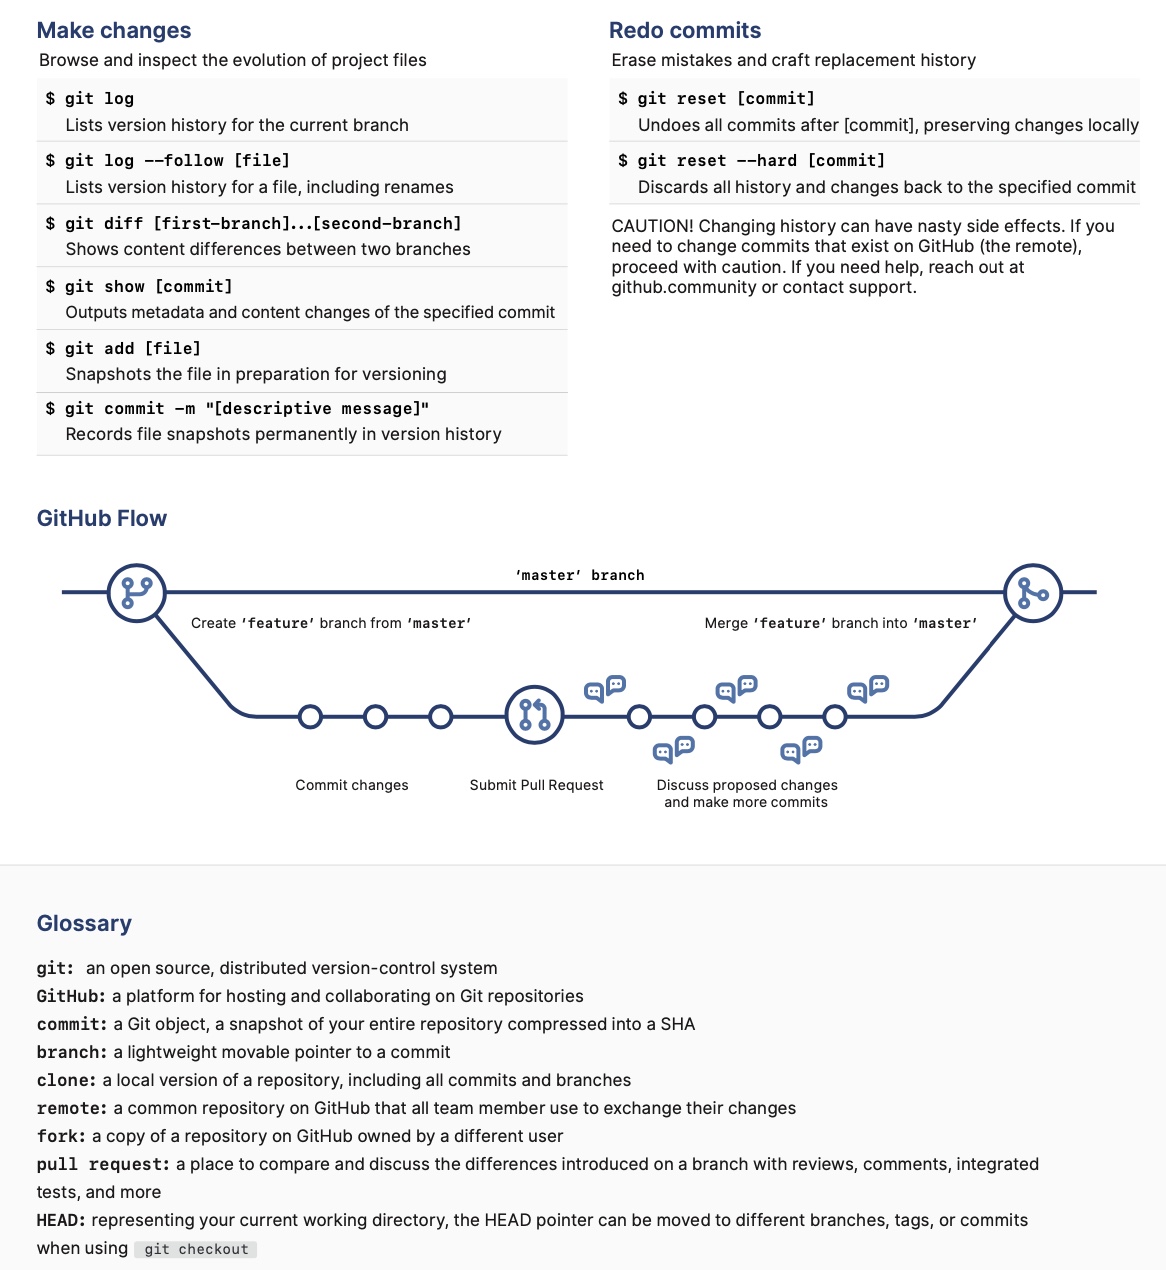 Make changes
Browse and inspect the evolution of project files
$ git log
Lists version history for the current branch
$ git log --follow [file]
Lists version history for a file, including renames
$ git diff [first-branch]...[second-branch]
Shows content differences between two branches
$ git show [commit]
Outputs metadata and content changes of the specified commit
$ git add [file]
Snapshots the file in preparation for versioning
$ git commit -m "[descriptive message]"
Records file snapshots permanently in version history
Redo commits
Erase mistakes and craft replacement history
$ git reset [commit]
Undoes all commits after [commit], preserving changes locally
$ git reset --hard [commit]
Discards all history and changes back to the specified commit
CAUTION! Changing history can have nasty side effects. If you
need to change commits that exist on GitHub (the remote),
proceed with caution. If you need help, reach out at
github.community or contact support.
GitHub Flow
‘master’ branch
Create ‘feature’ branch from ‘master’
Merge ‘feature’ branch into ‘master’
Commit changes
Submit Pull Request
Discuss proposed changes
and make more commits
Glossary
git: an open source, distributed version-control system
GitHub: a platform for hosting and collaborating on Git repositories
commit: a Git object, a snapshot of your entire repository compressed into a SHA
branch: a lightweight movable pointer to a commit
clone: a local version of a repository, including all commits and branches
remote: a common repository on GitHub that all team member use to exchange their changes
fork: a copy of a repository on GitHub owned by a different user
pull request: a place to compare and discuss the differences introduced on a branch with reviews, comments, integrated
tests, and more
HEAD: representing your current working directory, the HEAD pointer can be moved to different branches, tags, or commits
when using git checkout